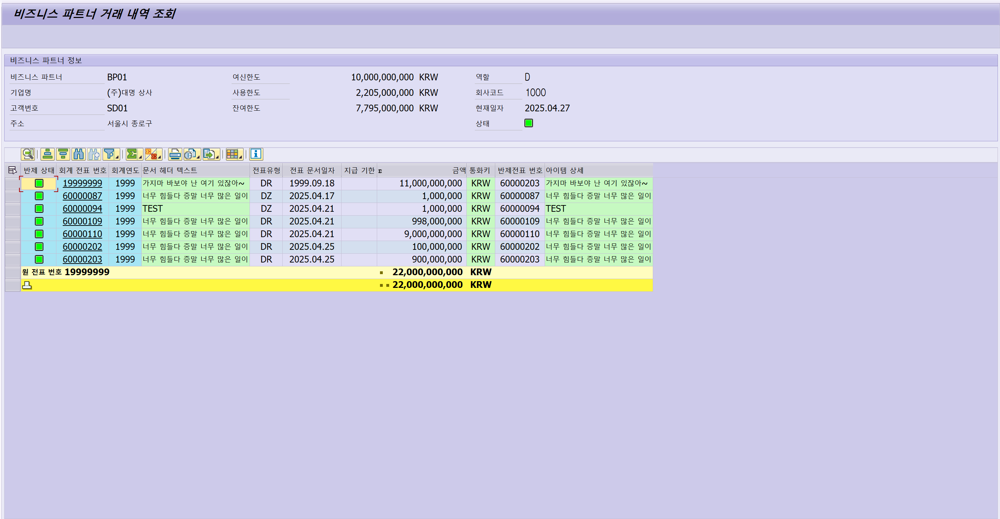 비즈니스 파트너 거래 내역 조회
비즈니스 파트너 정보
비즈니스 파트너 BP01 여신한도 10,000,000,000 KRW 역할 D
기업명 (주)대명 상사 사용한도 2,205,000,000 KRW 회사코드 1000
고객번호 SD01 잔여한도 7,795,000,000 KRW 현재일자 2025.04.27
주소 서울시 종로구 상태
반제 상태 회계 전표 번호 회계연도 문서 헤더 텍스트 전표유형 전표 문서일자 지급 기한 Σ 금액 통화키 반제전표 번호 아이템 상세
19999999 1999 가지마 바보야 난 여기 있잖아~ DR 1999.09.18 11,000,000,000 KRW 60000203 가지마 바보야 난 여기 있잖아~
60000087 1999 너무 힘들다 증말 너무 많은 일이 DZ 2025.04.17 1,000,000 KRW 60000087 너무 힘들다 증말 너무 많은 일이
60000094 1999 TEST DZ 2025.04.21 1,000,000 KRW 60000094 TEST
60000109 1999 너무 힘들다 증말 너무 많은 일이 DR 2025.04.21 998,000,000 KRW 60000109 너무 힘들다 증말 너무 많은 일이
60000110 1999 너무 힘들다 증말 너무 많은 일이 DR 2025.04.21 9,000,000,000 KRW 60000110 너무 힘들다 증말 너무 많은 일이
60000202 1999 너무 힘들다 증말 너무 많은 일이 DR 2025.04.25 100,000,000 KRW 60000202 너무 힘들다 증말 너무 많은 일이
60000203 1999 너무 힘들다 증말 너무 많은 일이 DR 2025.04.25 900,000,000 KRW 60000203 너무 힘들다 증말 너무 많은 일이
원 전표 번호 19999999 ▪ 22,000,000,000 KRW
▪ ▪ 22,000,000,000 KRW